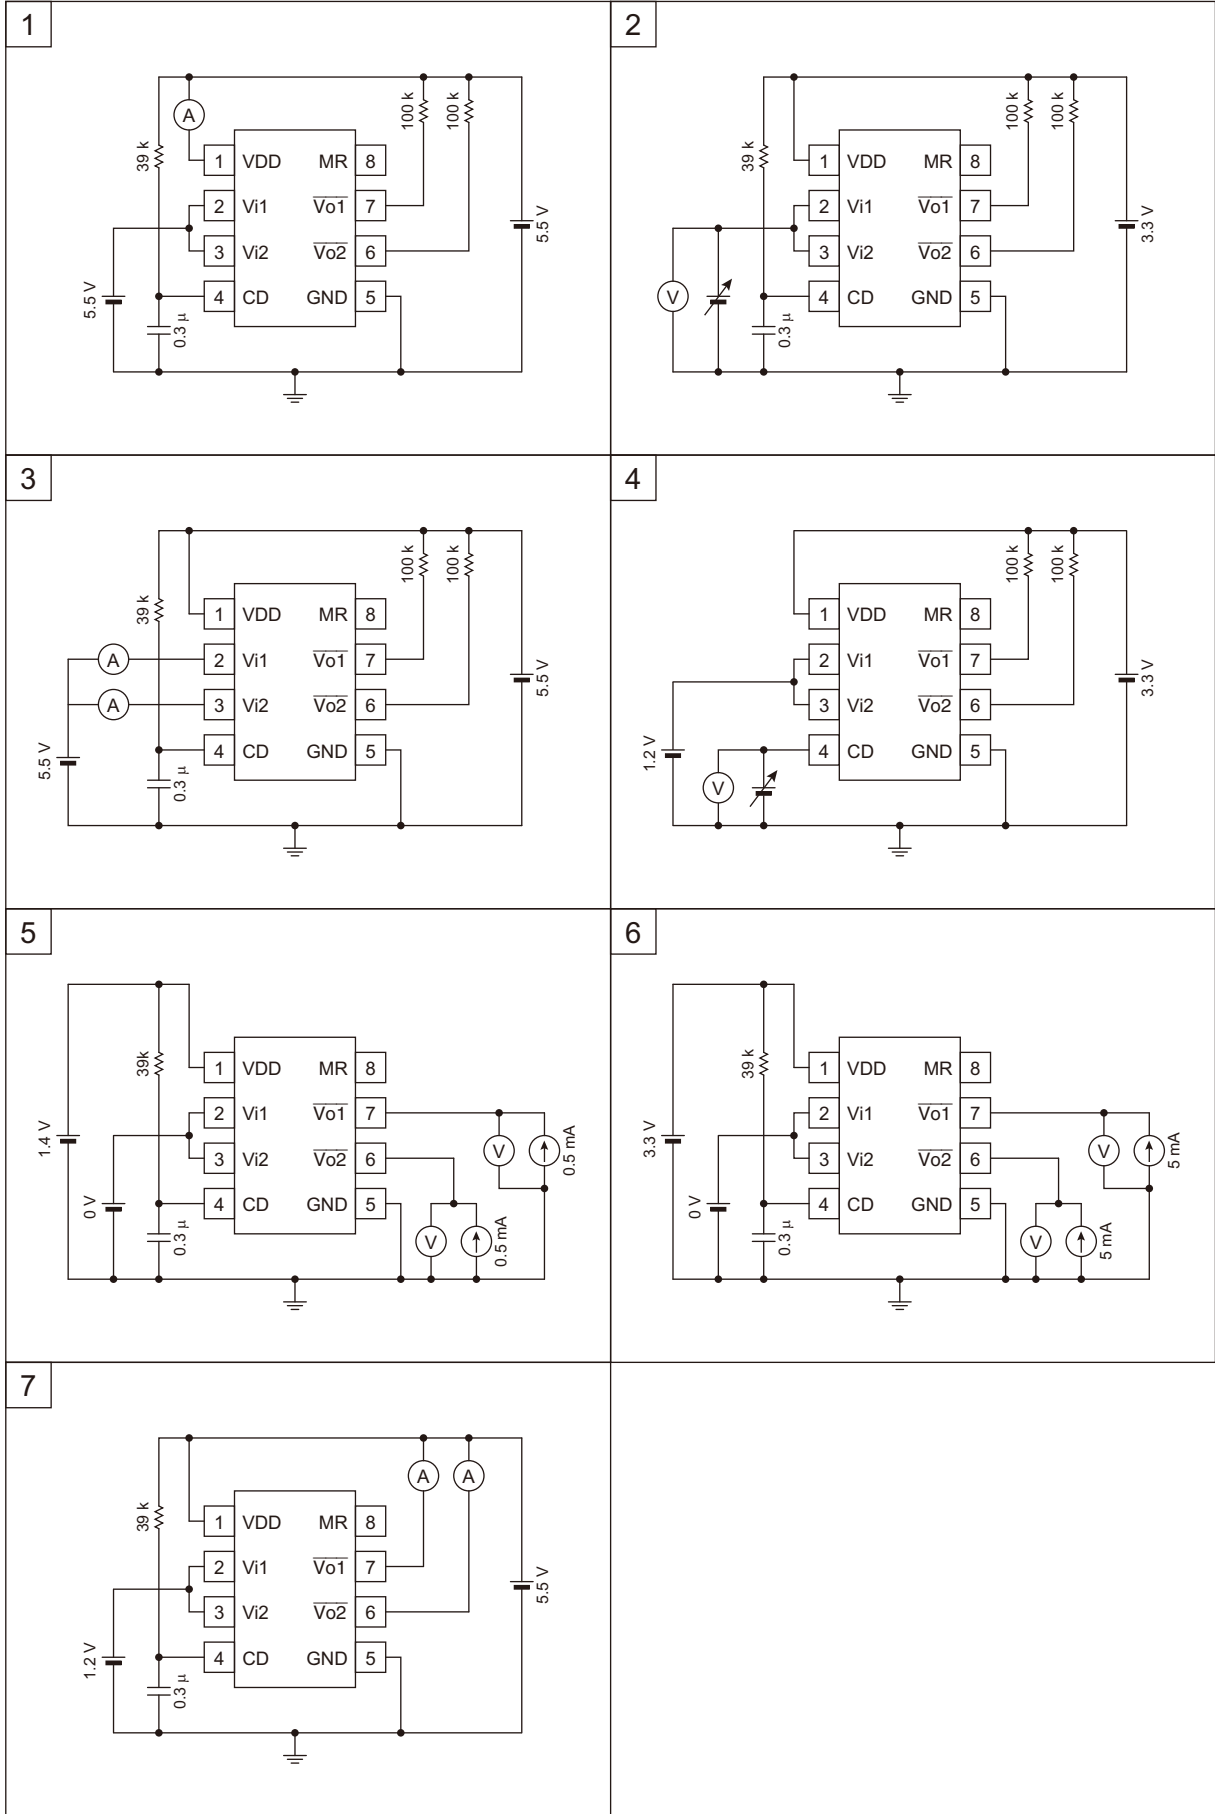 1
A
39 k
100 k
100 k
1 VDD MR 8
2 Vi1 Vo1 7
3 Vi2 Vo2 6
4 CD GND 5
5.5 V
0.3 µ
5.5 V
2
39 k
100 k
100 k
1 VDD MR 8
2 Vi1 Vo1 7
3 Vi2 Vo2 6
4 CD GND 5
V
0.3 µ
3.3 V
3
39 k
100 k
100 k
1 VDD MR 8
A 2 Vi1 Vo1 7
A 3 Vi2 Vo2 6
4 CD GND 5
5.5 V
0.3 µ
5.5 V
4
100 k
100 k
1 VDD MR 8
2 Vi1 Vo1 7
3 Vi2 Vo2 6
4 CD GND 5
1.2 V
V
3.3 V
5
39k
1 VDD MR 8
2 Vi1 Vo1 7
3 Vi2 Vo2 6
4 CD GND 5
1.4 V
0 V
0.3 µ
V
0.5 mA
V
0.5 mA
6
39 k
1 VDD MR 8
2 Vi1 Vo1 7
3 Vi2 Vo2 6
4 CD GND 5
3.3 V
0 V
0.3 µ
V
5 mA
V
5 mA
7
39 k
A
A
1 VDD MR 8
2 Vi1 Vo1 7
3 Vi2 Vo2 6
4 CD GND 5
1.2 V
0.3 µ
5.5 V